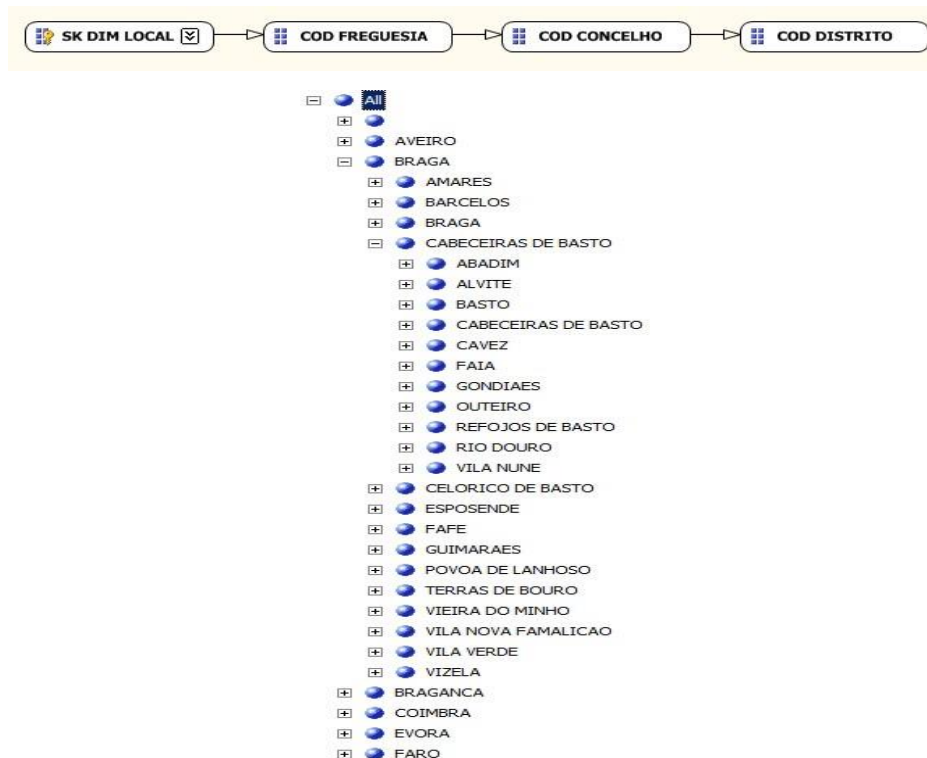 SK DIM LOCAL COD FREGUESIA COD CONCELHO COD DISTRITO
All
AVEIRO
BRAGA
AMARES
BARCELOS
BRAGA
CABECEIRAS DE BASTO
ABADIM
ALVITE
BASTO
CABECEIRAS DE BASTO
CAVEZ
FAIA
GONDIAES
OUTEIRO
REFOJOS DE BASTO
RIO DOURO
VILA NUNE
CELORICO DE BASTO
ESPOSENDE
FAFE
GUIMARAES
POVOA DE LANHOSO
TERRAS DE BOURO
VIEIRA DO MINHO
VILA NOVA FAMALICAO
VILA VERDE
VIZELA
BRAGANCA
COIMBRA
EVORA
FARO